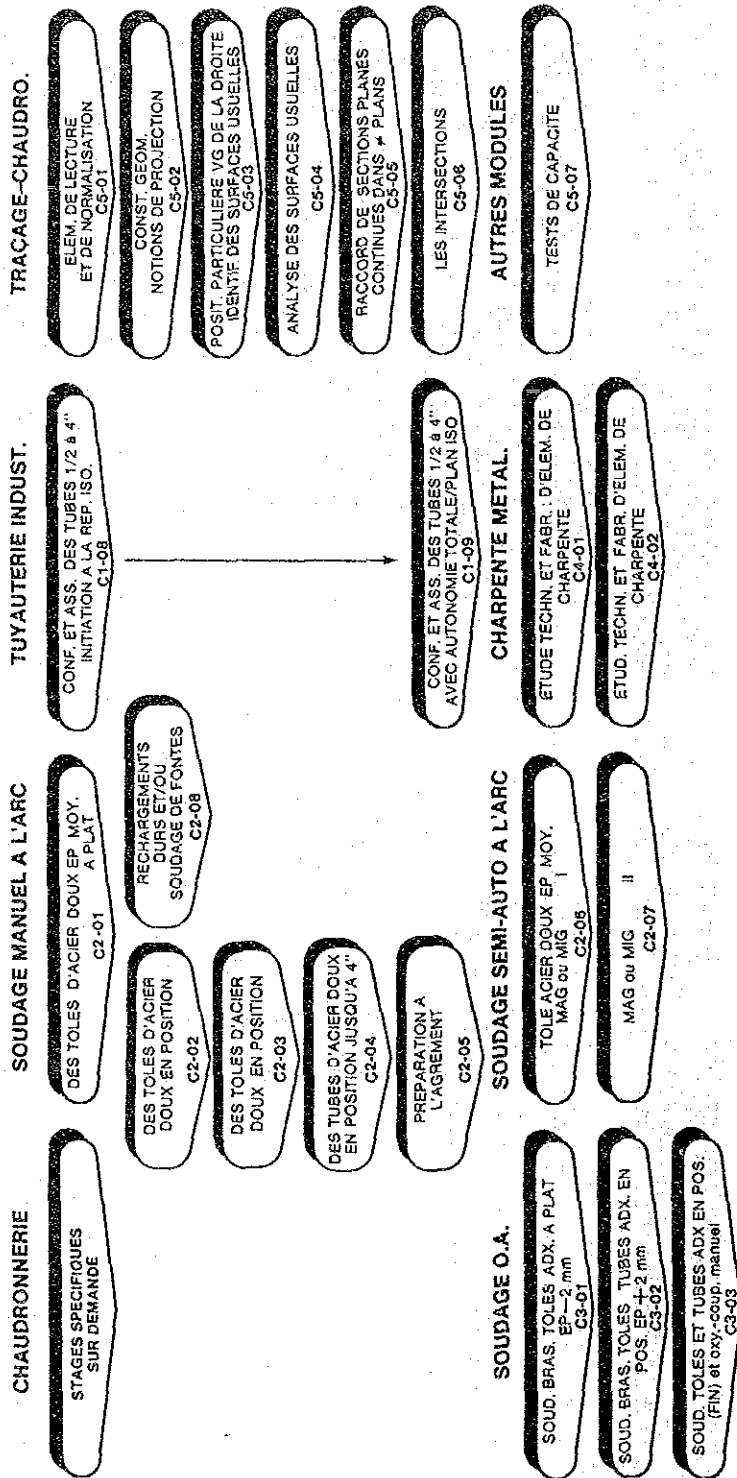 CHAUDRONNERIE
STAGES SPECIFIQUES
SUR DEMANDE
SOUDAGE O.A.
SOUD. BRAS. TOLES ADX. A PLAT
EP—2 mm
C3-01
SOUD. BRAS. TOLES TUBES ADX. EN
POS. EP + 2 mm
C3-02
SOUD. TOLES ET TUBES ADX EN POS.
(FIN) et oxy-coup. manuel
C3-03
SOUDAGE MANUEL A L'ARC
DES TOLES D'ACIER DOUX EP MOY.
A PLAT
C2-01
DES TOLES D'ACIER
DOUX EN POSITION
C2-02
DES TOLES D'ACIER
DOUX EN POSITION
C2-03
DES TUBES D'ACIER DOUX
EN POSITION JUSQU'A 4"
C2-04
PREPARATION A
L'AGREMENT
C2-05
RECHARGEMENTS
DURS ET/OU
SOUDAGE DE FONTES
C2-08
SOUDAGE SEMI-AUTO A L'ARC
TOLE ACIER DOUX EP MOY.
MAG ou MIG I
C2-06
MAG ou MIG II
C2-07
TUYAUTERIE INDUST.
CONF. ET ASS. DES TUBES 1/2 à 4"
INITIATION A LA REP. ISO.
C1-08
CONF. ET ASS. DES TUBES 1/2 à 4"
AVEC AUTONOMIE TOTALE/PLAN ISO
C1-09
CHARPENTE METAL.
ETUDE TECHN. ET FABR. : D'ELEM. DE
CHARPENTE
C4-01
ETUD. TECHN. ET FABR. D'ELEM. DE
CHARPENTE
C4-02
TRAÇAGE-CHAUDRO.
ELEM. DE LECTURE
ET DE NORMALISATION
C5-01
CONST. GEOM.
NOTIONS DE PROJECTION
C5-02
POSIT. PARTICULIERE VG DE LA DROITE
IDENTIF DES SURFACES USUELLES
C5-03
ANALYSE DES SURFACES USUELLES
C5-04
RACCORD DE SECTIONS PLANES
CONTINUES DANS ≠ PLANS
C5-05
LES INTERSECTIONS
C5-06
AUTRES MODULES
TESTS DE CAPACITE
C5-07